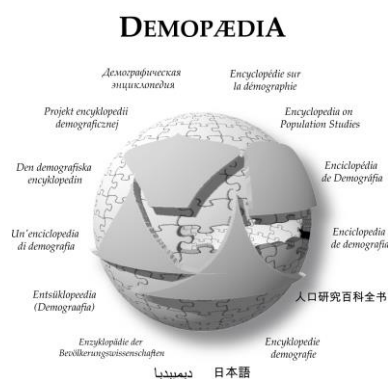 DEMOPÆDIA
Демографическая
энциклопедия
Encyclopédie sur
la démographie
Projekt encyklopedii
demograficznej
Encyclopedia on
Population Studies
Den demografiska
encyklopedin
Enciclopédia
de Demográfia
Un'enciclopedia
di demografia
Enciclopedia
de demografia
Entsüklopeedia
(Demograafia)
人口研究百科全书
Enzyklopädie der
Bevölkerungswissenschaften
Encyklopedie
demografie
ديميبيديا
日本語